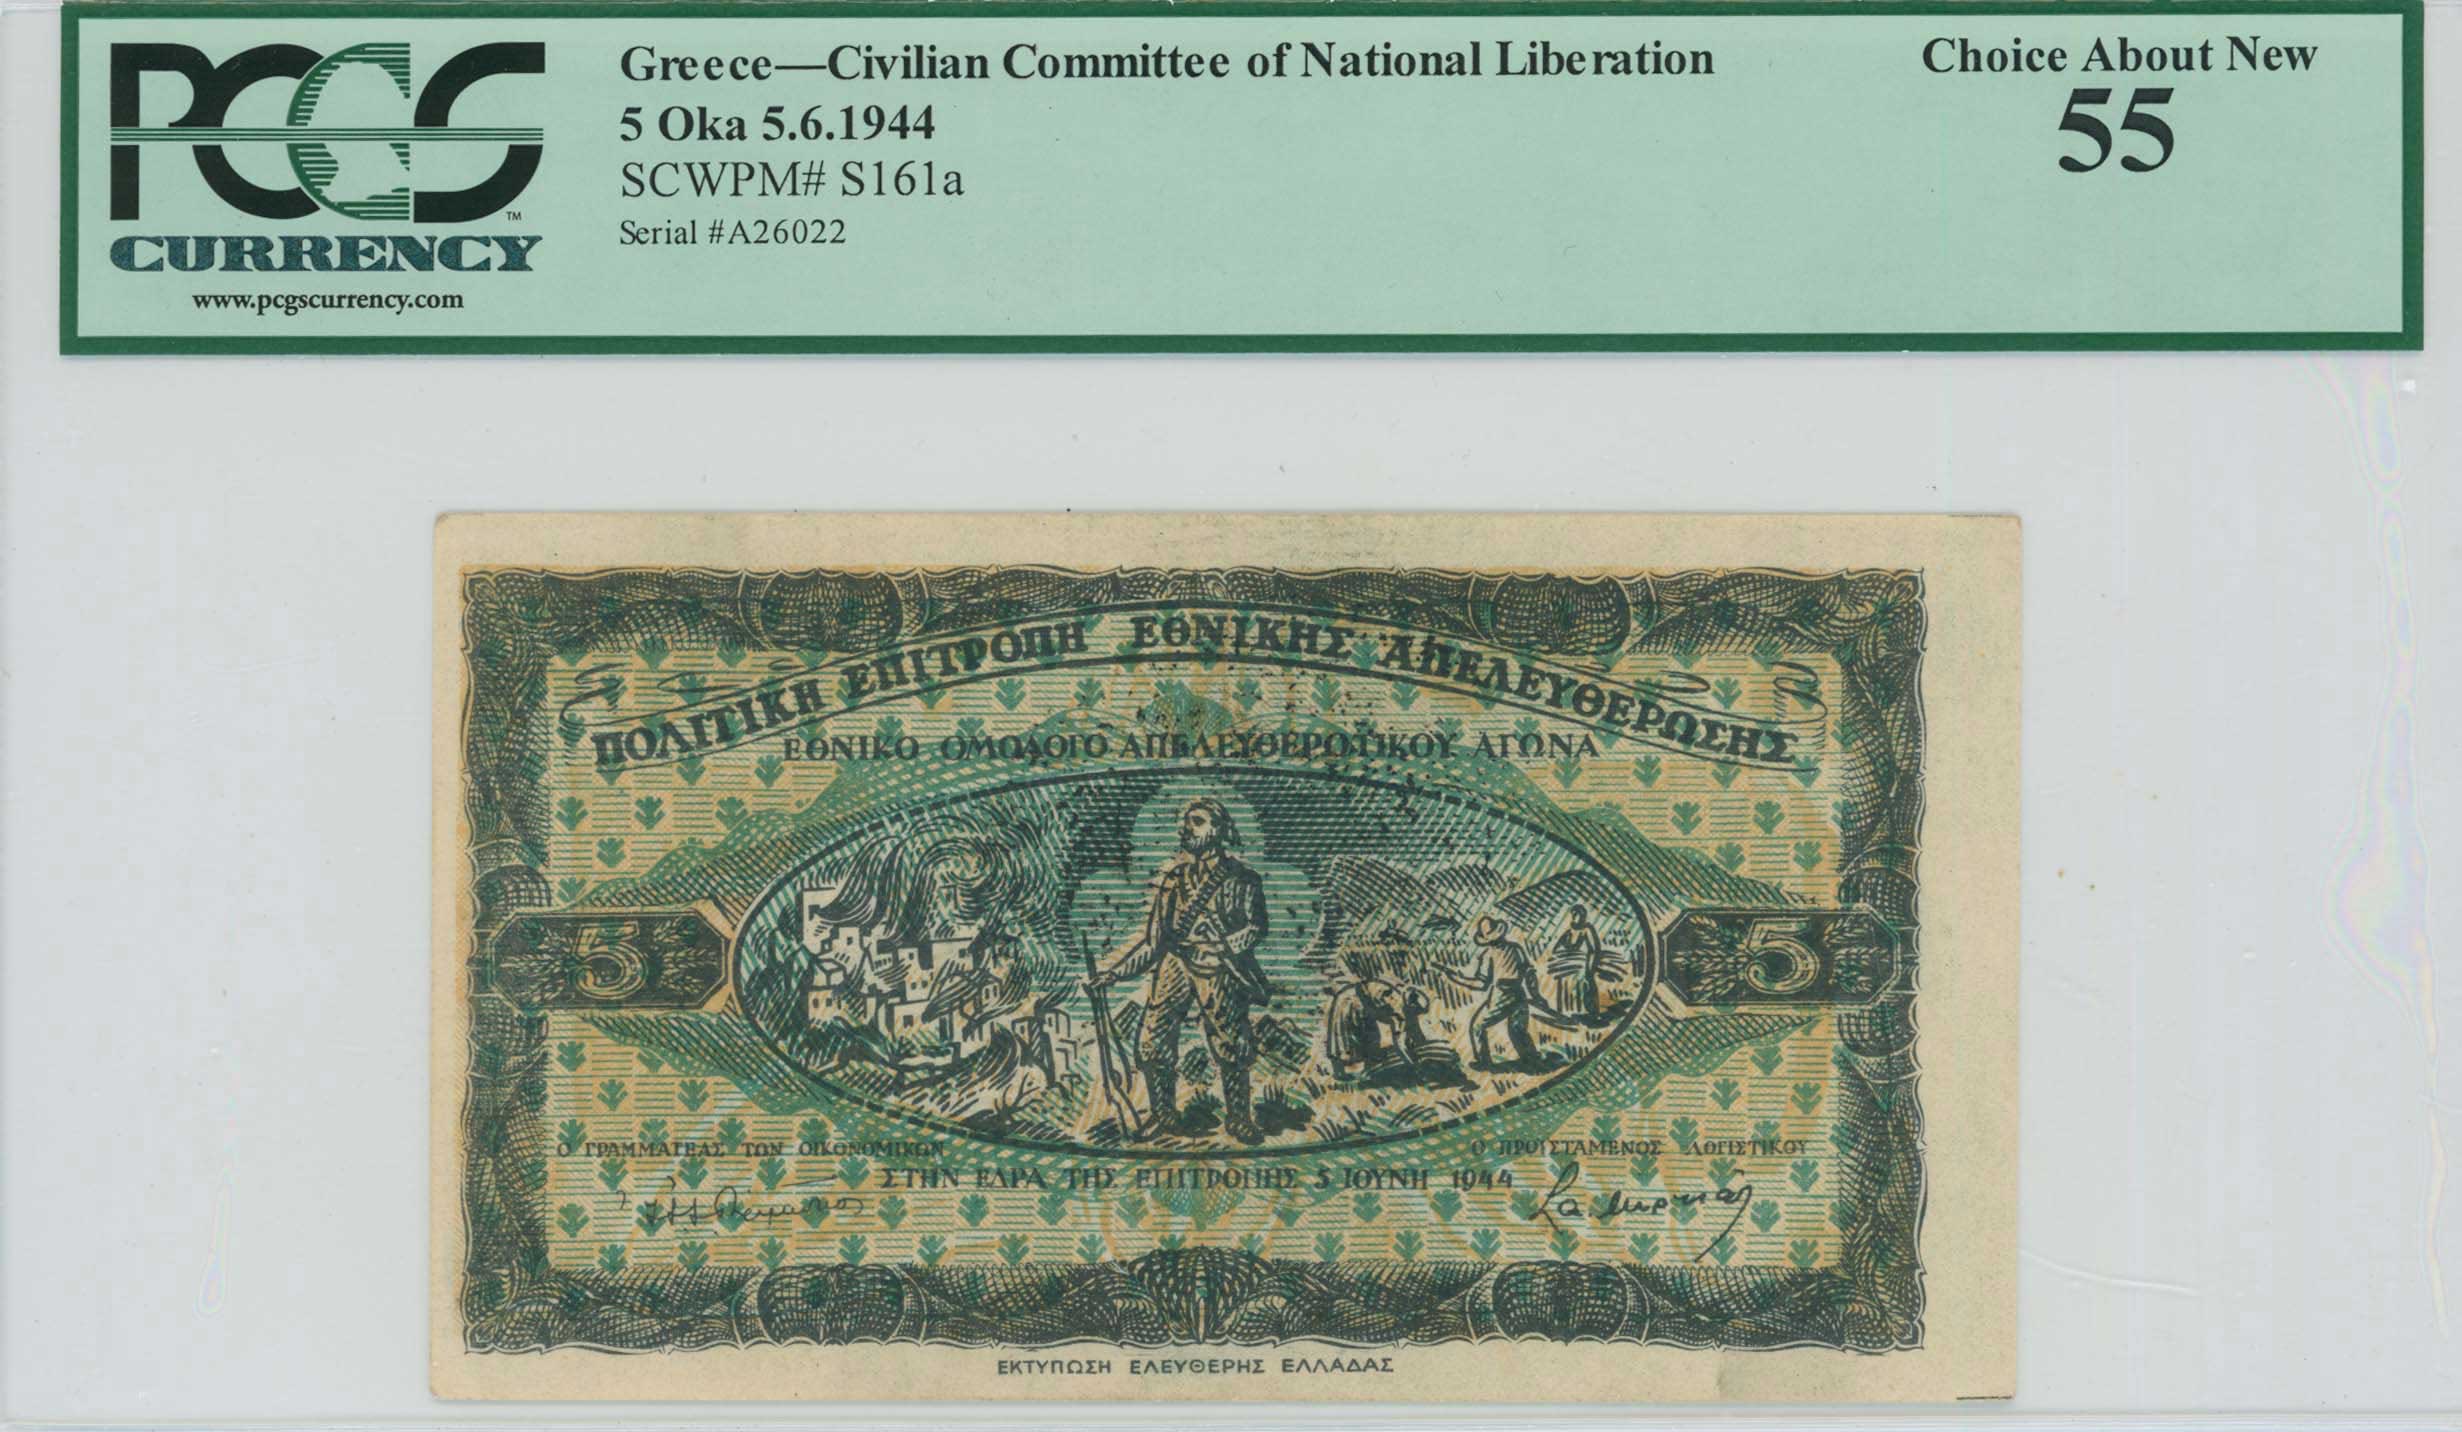 PCGS™
CURRENCY
www.pcgscurrency.com
Greece—Civilian Committee of National Liberation
5 Oka 5.6.1944
SCWPM# S161a
Serial #A26022
Choice About New
55
ΠΟΛΙΤΙΚΗ ΕΠΙΤΡΟΠΗ ΕΘΝΙΚΗΣ ΑΠΕΛΕΥΘΕΡΩΣΗΣ
ΕΘΝΙΚΟ ΟΜΟΛΟΓΟ ΑΠΕΛΕΥΘΕΡΩΤΙΚΟΥ ΑΓΩΝΑ
5 5
Ο ΓΡΑΜΜΑΤΕΑΣ ΤΩΝ ΟΙΚΟΝΟΜΙΚΩΝ
Ο ΠΡΟΙΣΤΑΜΕΝΟΣ ΛΟΓΙΣΤΙΚΟΥ
ΣΤΗΝ ΕΔΡΑ ΤΗΣ ΕΠΙΤΡΟΠΗΣ 5 ΙΟΥΝΗ 1944
ΕΚΤΥΠΩΣΗ ΕΛΕΥΘΕΡΗΣ ΕΛΛΑΔΑΣ